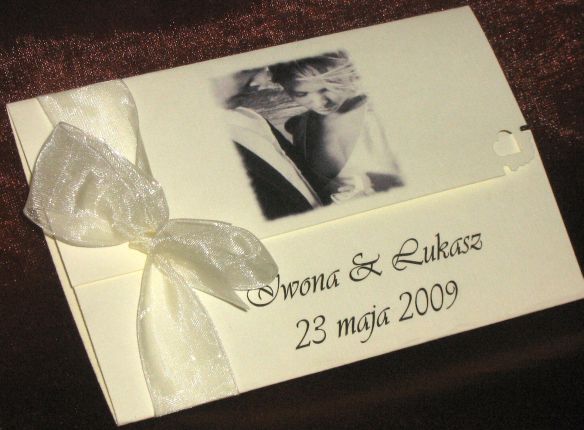 Iwona & Lukasz
23 maja 2009